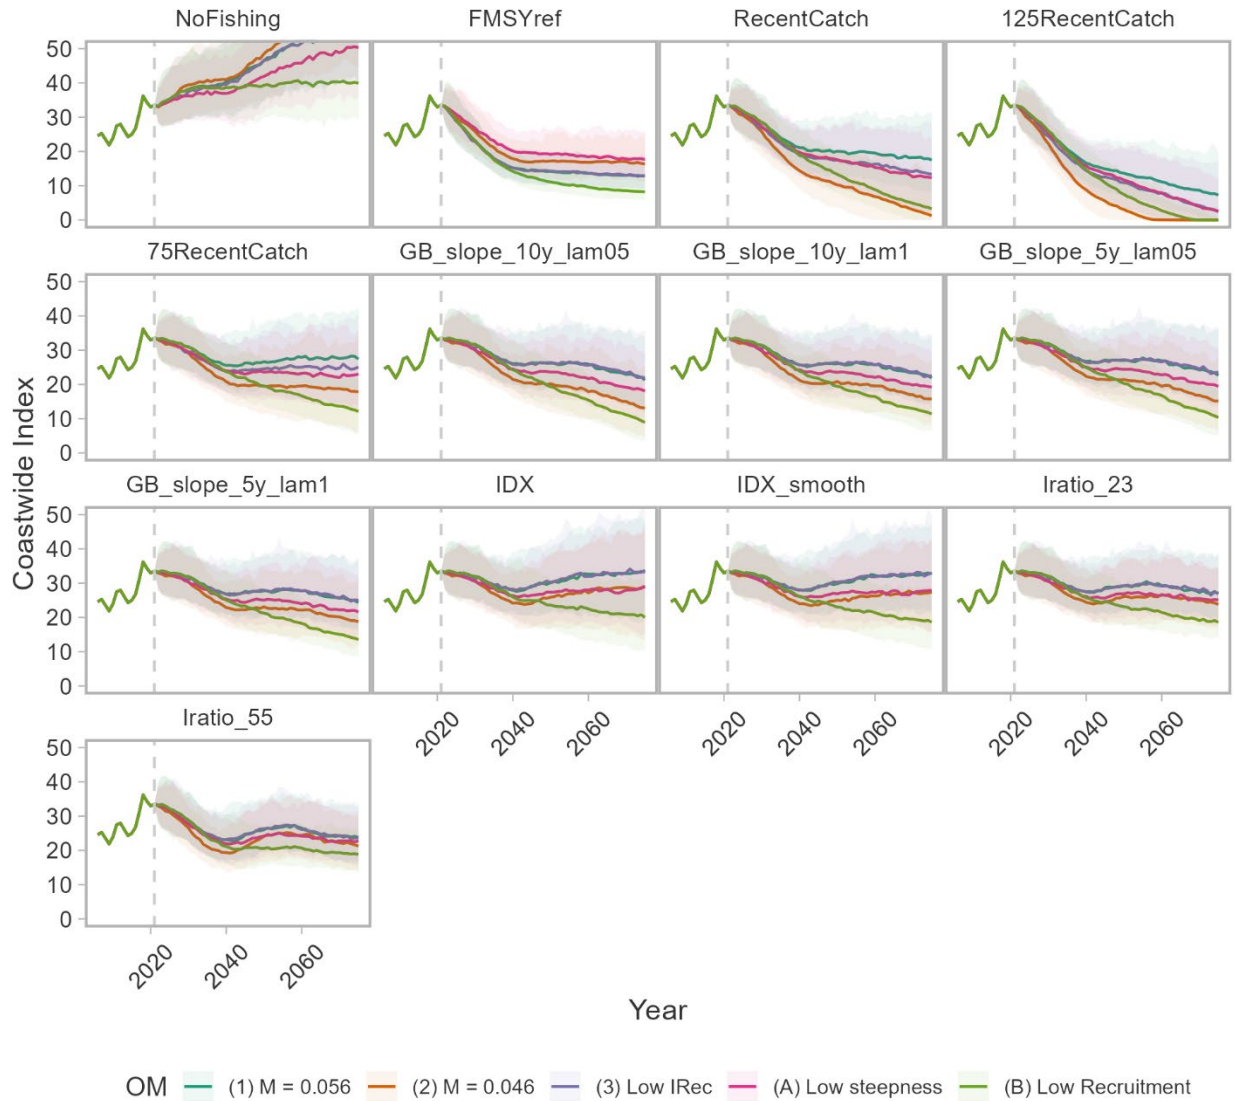 NoFishing FMSYref RecentCatch 125RecentCatch
50
40
30
20
10
0
75RecentCatch GB_slope_10y_lam05 GB_slope_10y_lam1 GB_slope_5y_lam05
50
40
30
20
10
0
GB_slope_5y_lam1 IDX IDX_smooth Iratio_23
50
40
30
20
10
0
2020 2040 2060 2020 2040 2060 2020 2040 2060
Iratio_55
50
40
30
20
10
0
2020 2040 2060
Coastwide Index
Year
OM (1) M = 0.056 (2) M = 0.046 (3) Low IRec (A) Low steepness (B) Low Recruitment